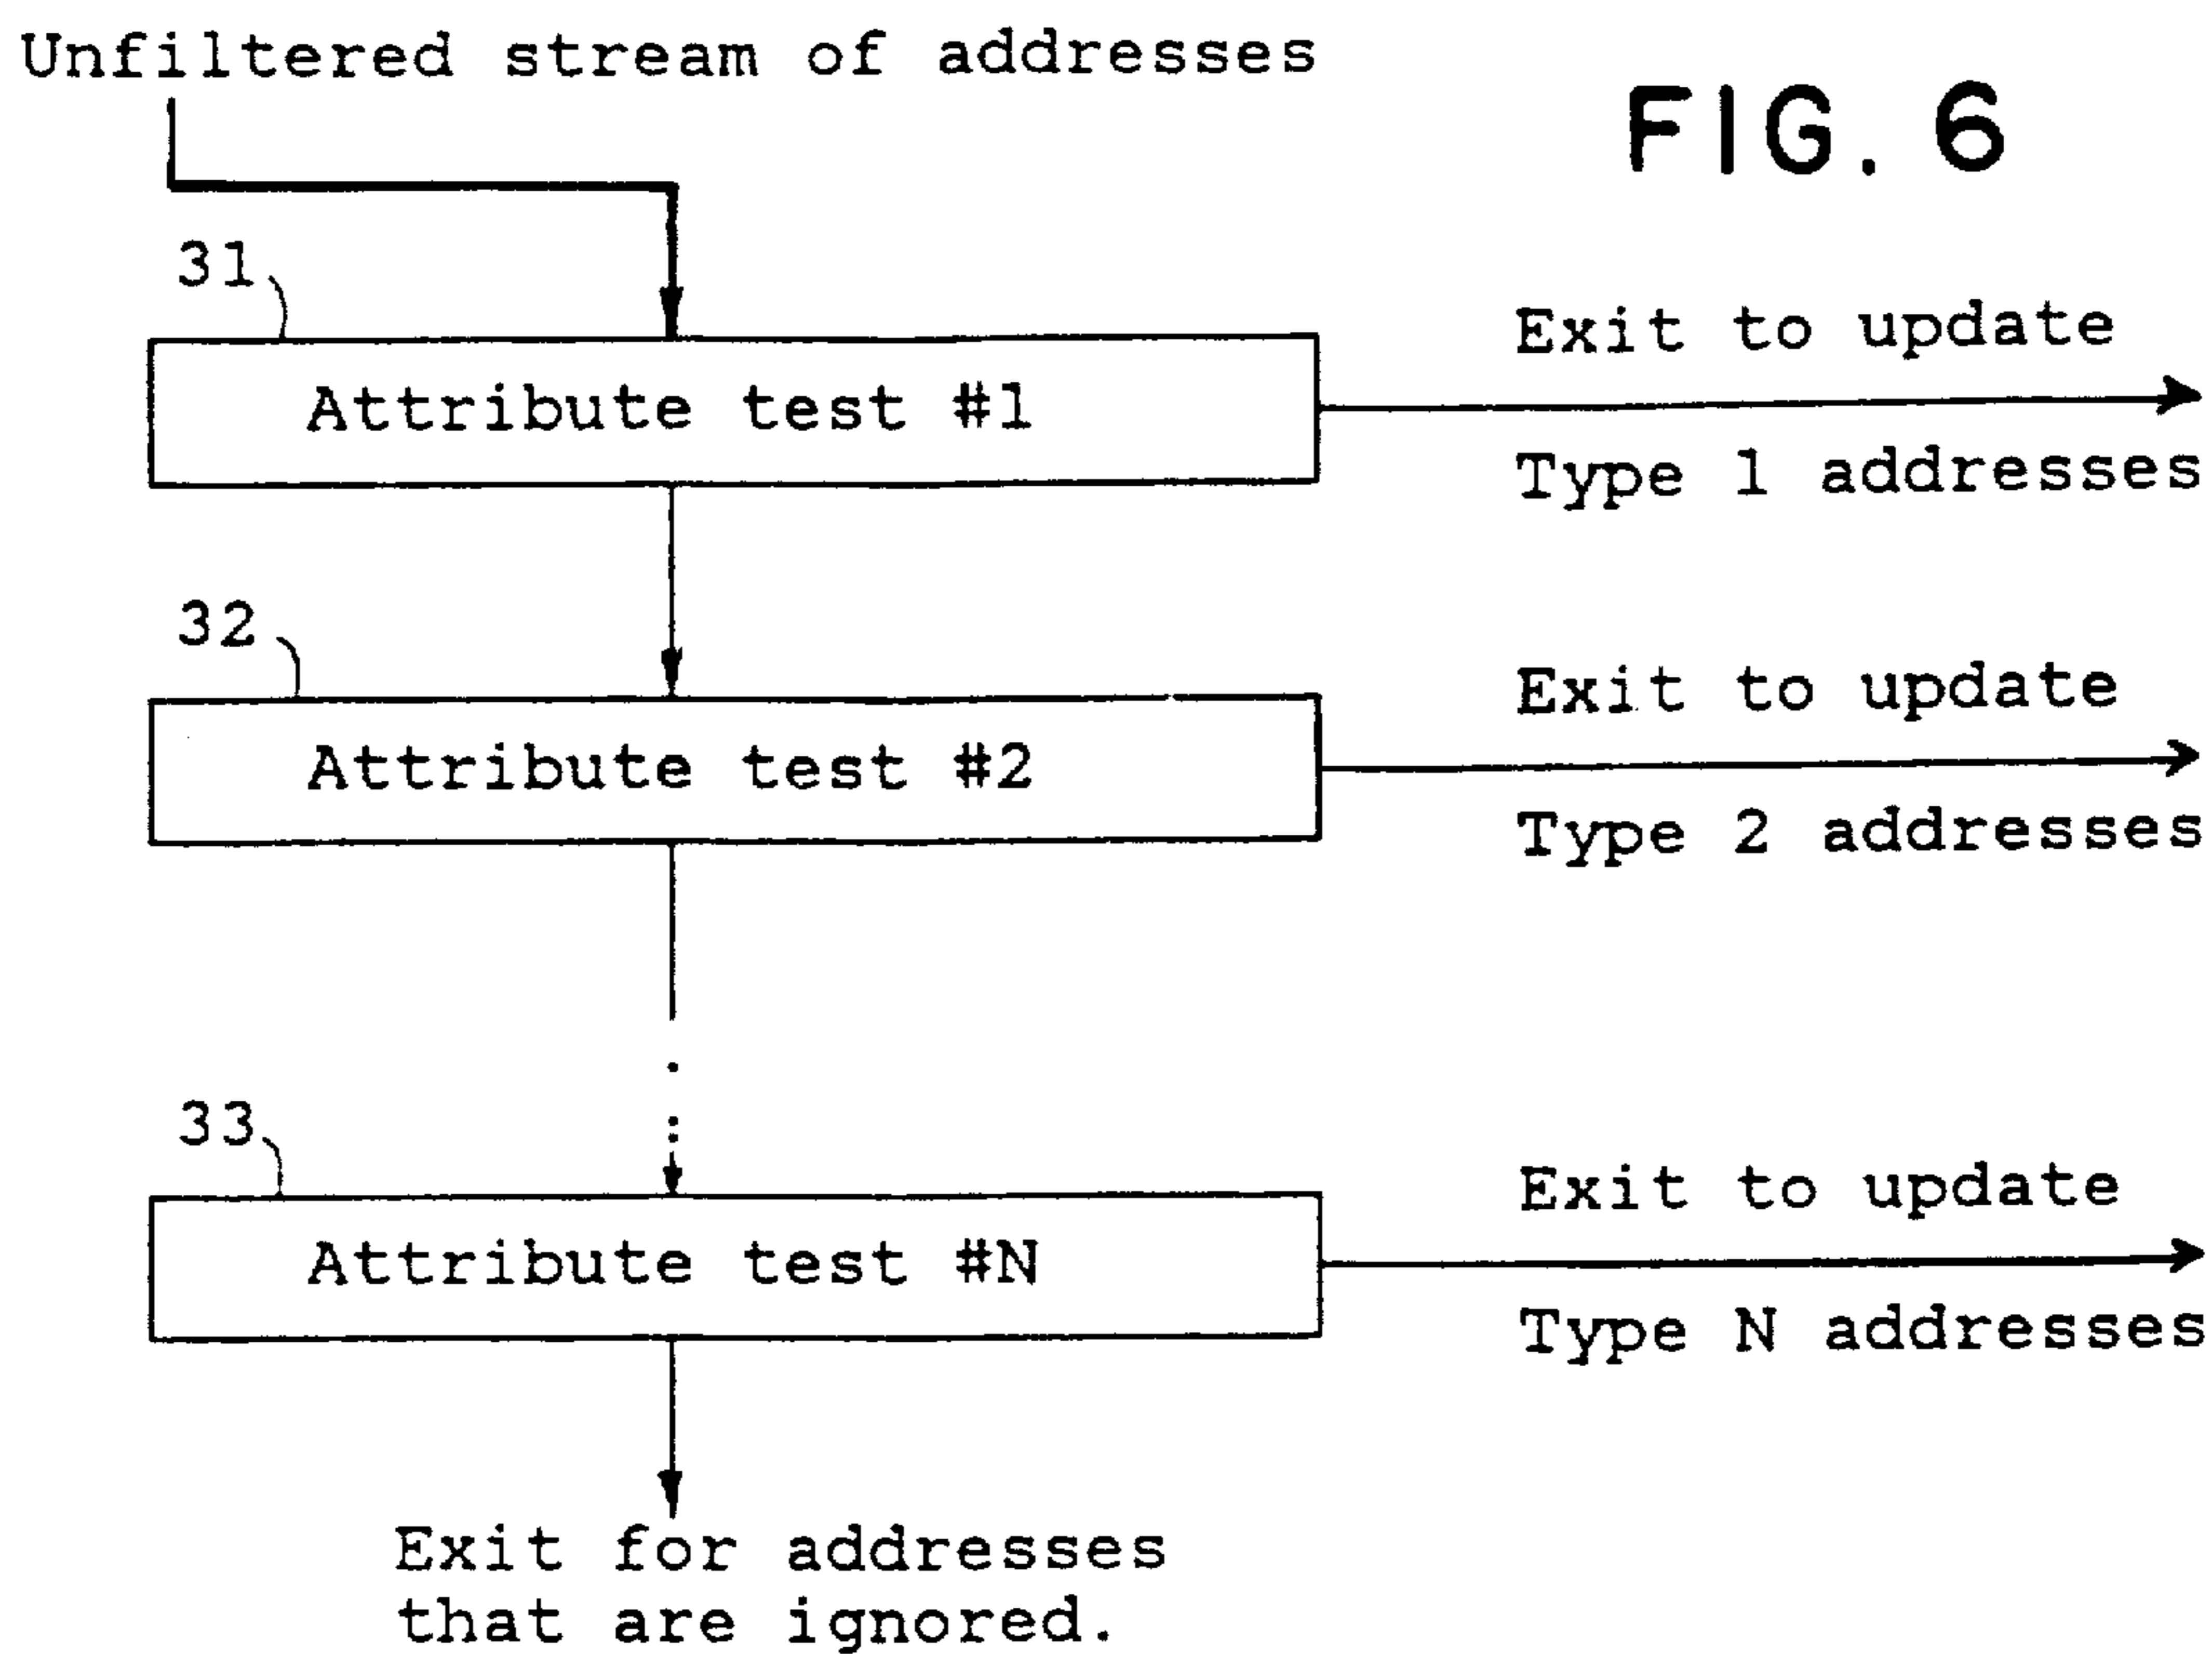 Unfiltered stream of addresses
FIG. 6
31
Attribute test #1
Exit to update
Type 1 addresses
32
Attribute test #2
Exit to update
Type 2 addresses
33
Attribute test #N
Exit to update
Type N addresses
Exit for addresses
that are ignored.